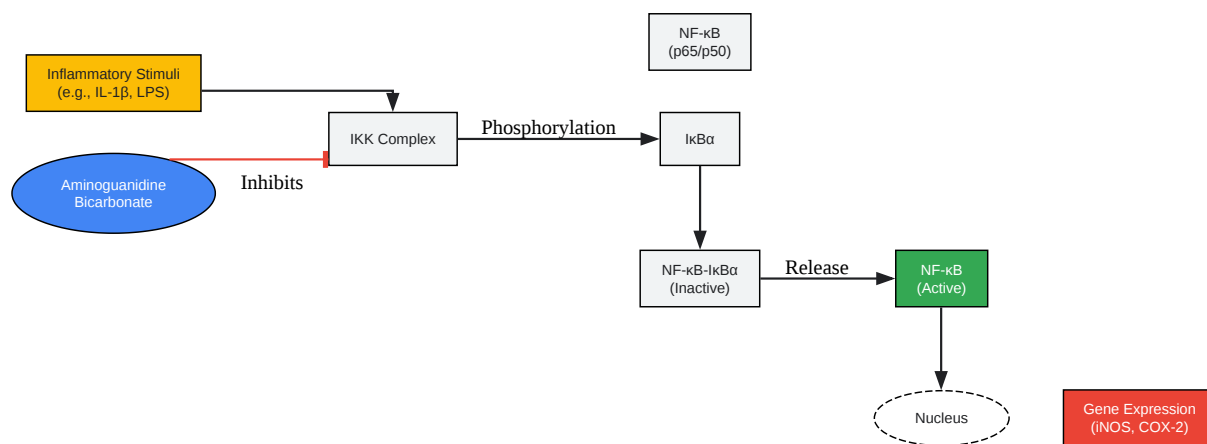 NF-κB
(p65/p50)
Inflammatory Stimuli
(e.g., IL-1β, LPS)
IKK Complex
Phosphorylation
IκBα
Inhibits
Aminoguanidine
Bicarbonate
NF-κB-IκBα
(Inactive)
Release
NF-κB
(Active)
Nucleus
Gene Expression
(iNOS, COX-2)